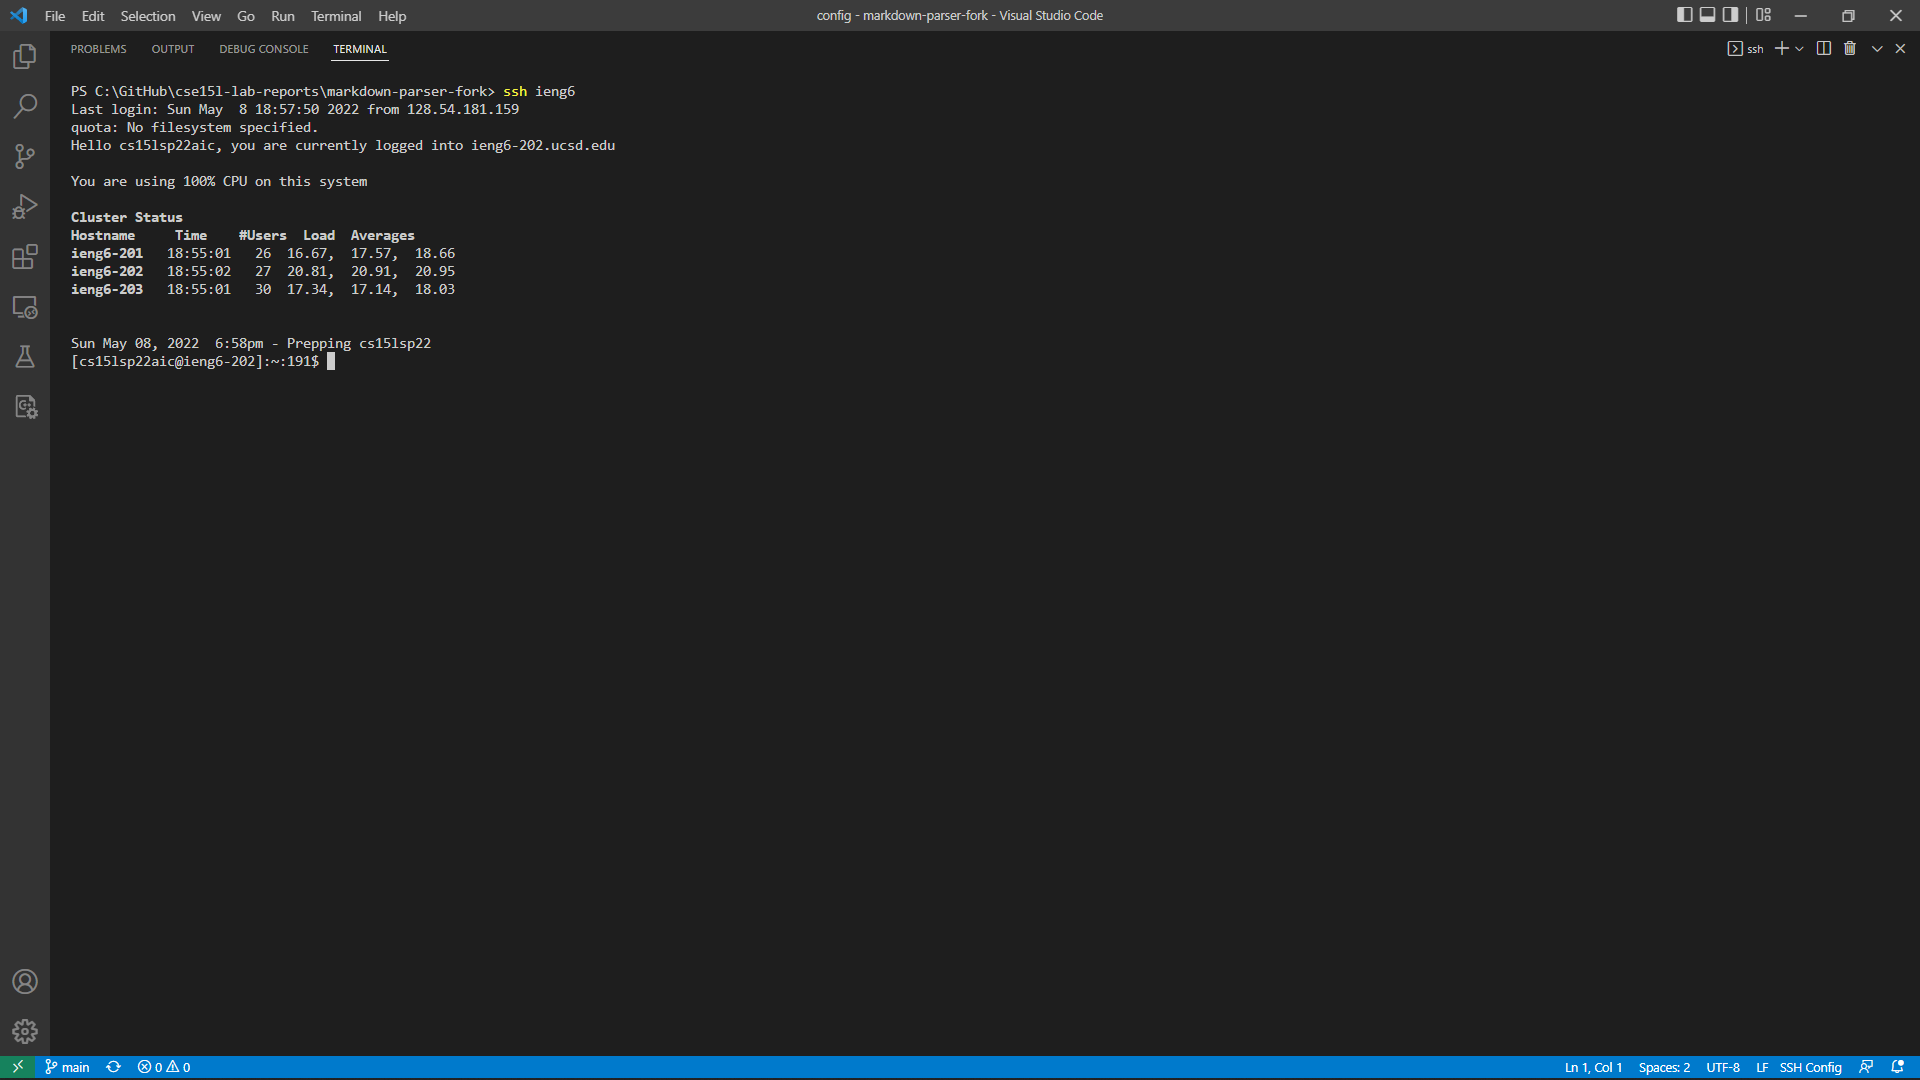 File Edit Selection View Go Run Terminal Help
config - markdown-parser-fork - Visual Studio Code
PROBLEMS OUTPUT DEBUG CONSOLE TERMINAL
ssh
PS C:\GitHub\cse15l-lab-reports\markdown-parser-fork> ssh ieng6
Last login: Sun May  8 18:57:50 2022 from 128.54.181.159
quota: No filesystem specified.
Hello cs15lsp22aic, you are currently logged into ieng6-202.ucsd.edu
You are using 100% CPU on this system
Cluster Status
Hostname     Time    #Users  Load  Averages
ieng6-201   18:55:01   26  16.67,  17.57,  18.66
ieng6-202   18:55:02   27  20.81,  20.91,  20.95
ieng6-203   18:55:01   30  17.34,  17.14,  18.03
Sun May 08, 2022  6:58pm - Prepping cs15lsp22
[cs15lsp22aic@ieng6-202]:~:191$
main 0 0 Ln 1, Col 1 Spaces: 2 UTF-8 LF SSH Config